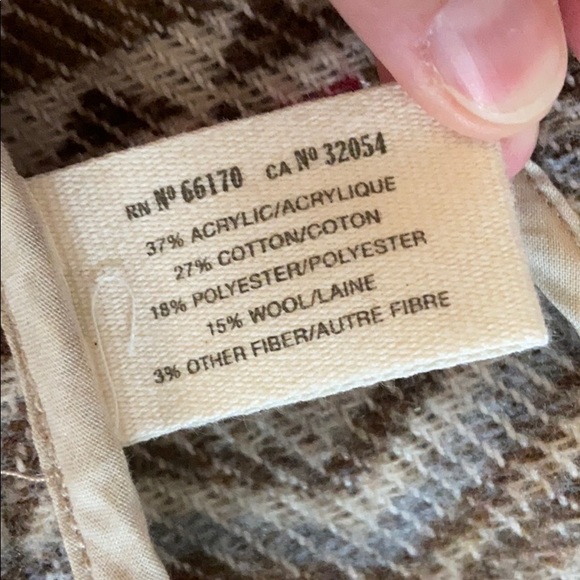 RN Nº 66170 CA Nº 32054
37% ACRYLIC/ACRYLIQUE
27% COTTON/COTON
18% POLYESTER/POLYESTER
15% WOOL/LAINE
3% OTHER FIBER/AUTRE FIBRE